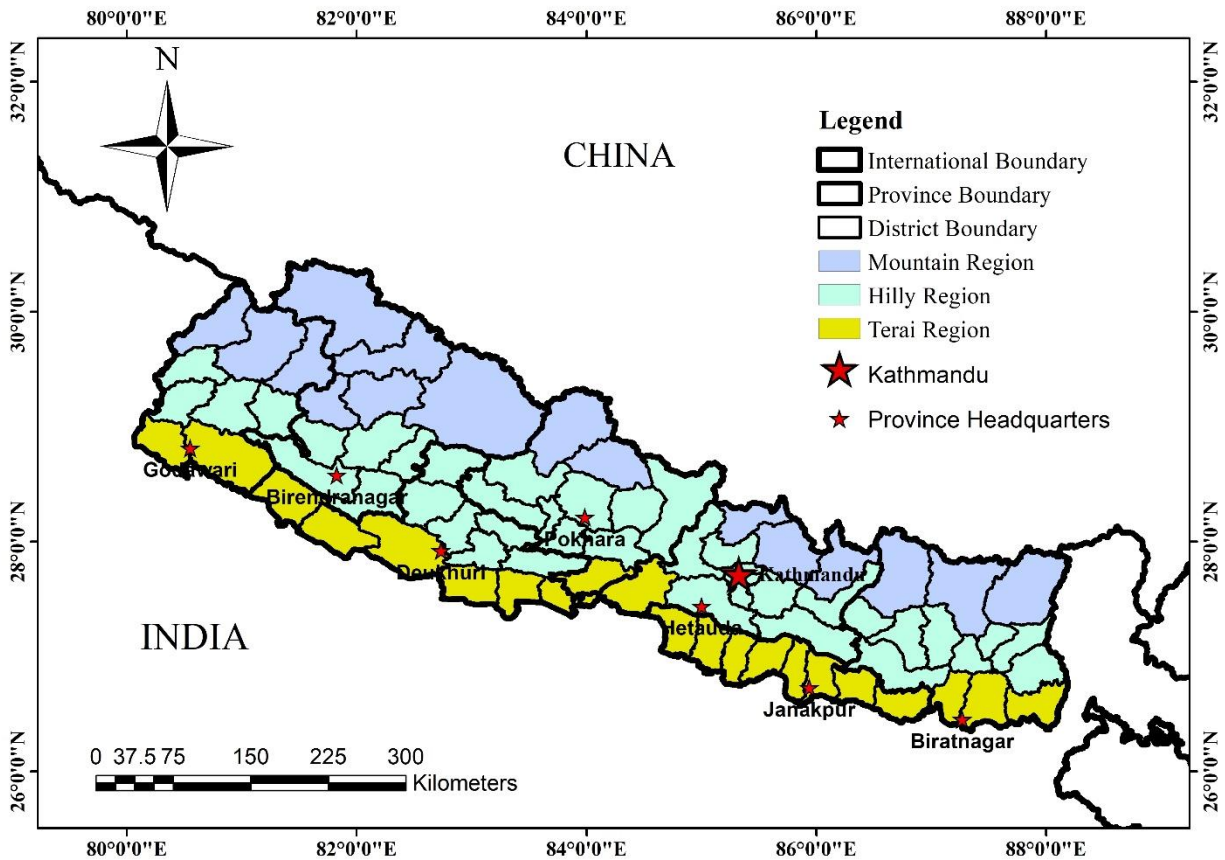 80°0'0"E 82°0'0"E 84°0'0"E 86°0'0"E 88°0'0"E
32°0'0"N
32°0'0"N
30°0'0"N
30°0'0"N
28°0'0"N
28°0'0"N
26°0'0"N
26°0'0"N
N
CHINA
INDIA
Legend
International Boundary
Province Boundary
District Boundary
Mountain Region
Hilly Region
Terai Region
Kathmandu
Province Headquarters
Godawari
Birendranagar
Pokhara
Deukhuri
Kathmandu
Hetauda
Janakpur
Biratnagar
0 37.5 75 150 225 300
Kilometers
80°0'0"E 82°0'0"E 84°0'0"E 86°0'0"E 88°0'0"E